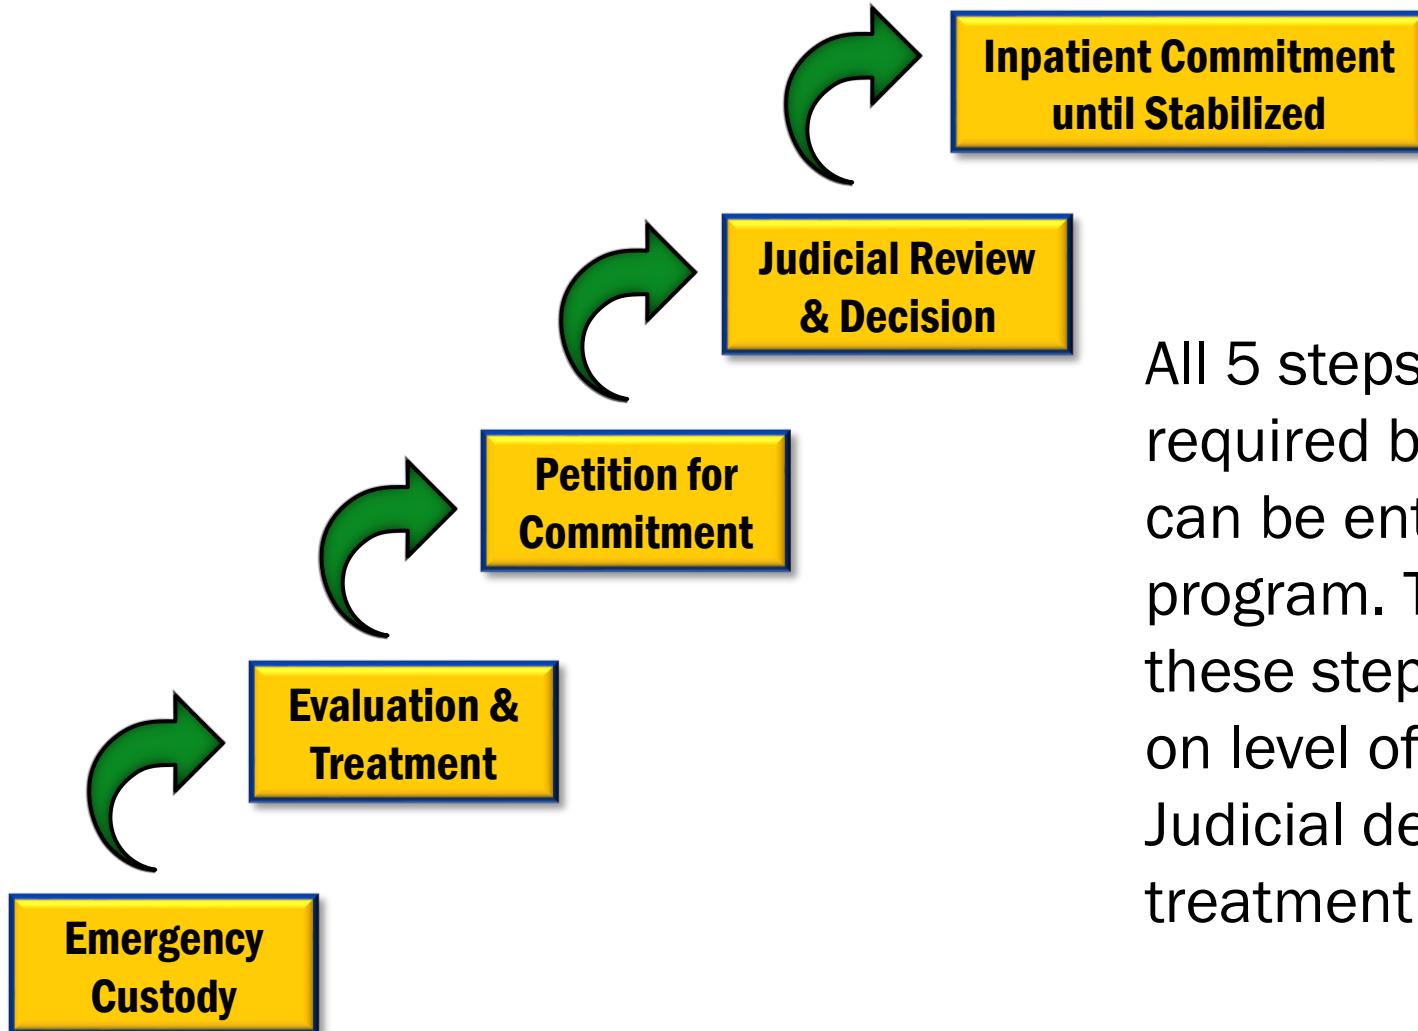 Inpatient Commitment
until Stabilized
Judicial Review
& Decision
Petition for
Commitment
Evaluation &
Treatment
Emergency
Custody
All 5 steps
required b
can be ent
program. T
these step
on level of
Judicial de
treatment